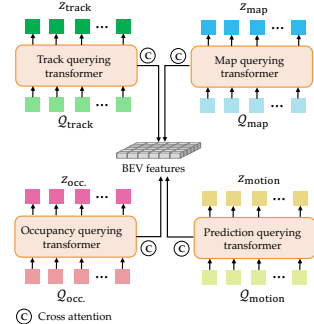 z_track
z_map
...
...
Track querying
transformer
C
C
Map querying
transformer
...
...
Q_track
Q_map
BEV features
z_occ.
z_motion
...
...
Occupancy querying
transformer
C
C
Prediction querying
transformer
...
...
Q_occ.
Q_motion
C Cross attention